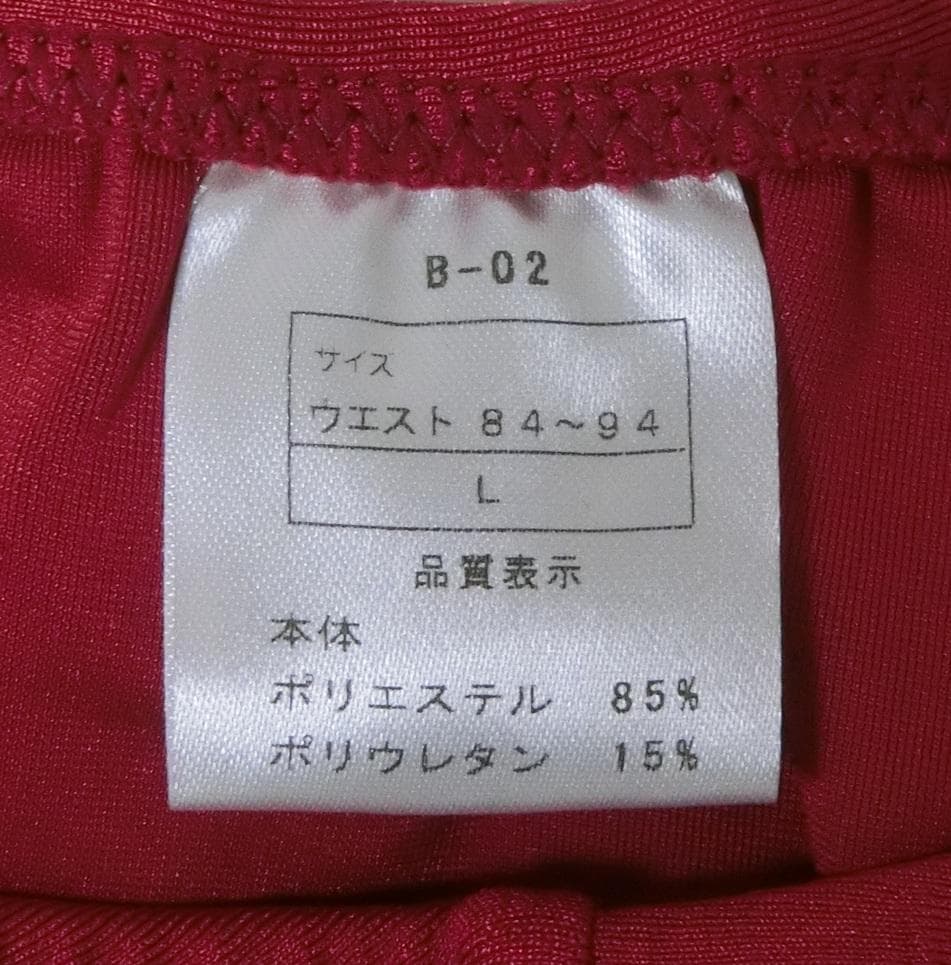 B-02
サイズ
ウエスト 84～94
L
品質表示
本体
ポリエステル 85%
ポリウレタン 15%